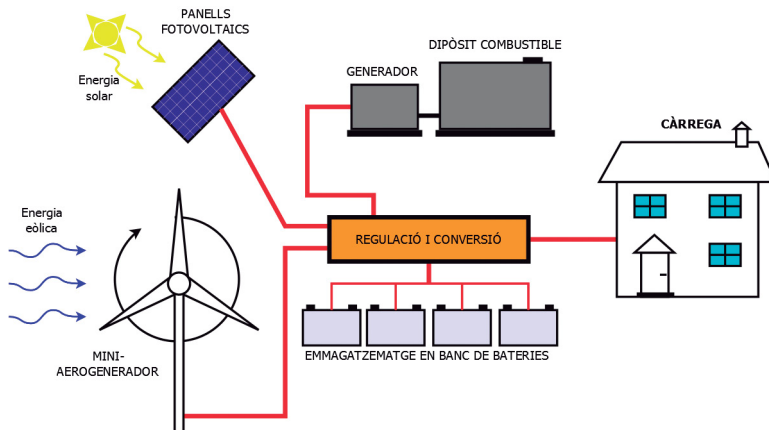 PANELLS
FOTOVOLTAICS
Energia
solar
GENERADOR
DIPÒSIT COMBUSTIBLE
CÀRREGA
Energia
eòlica
REGULACIÓ I CONVERSIÓ
MINI-
AEROGENERADOR
EMMAGATZEMATGE EN BANC DE BATERIES